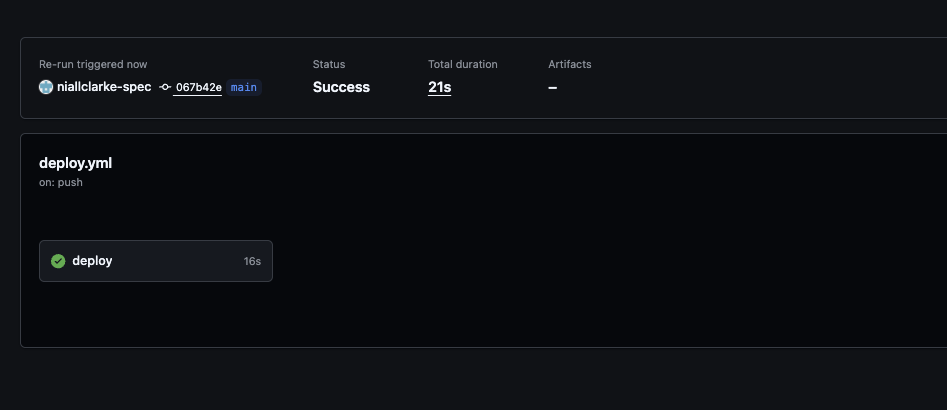 Re-run triggered now
niallclarke-spec 067b42e main
Status
Success
Total duration
21s
Artifacts
–
deploy.yml
on: push
deploy 16s